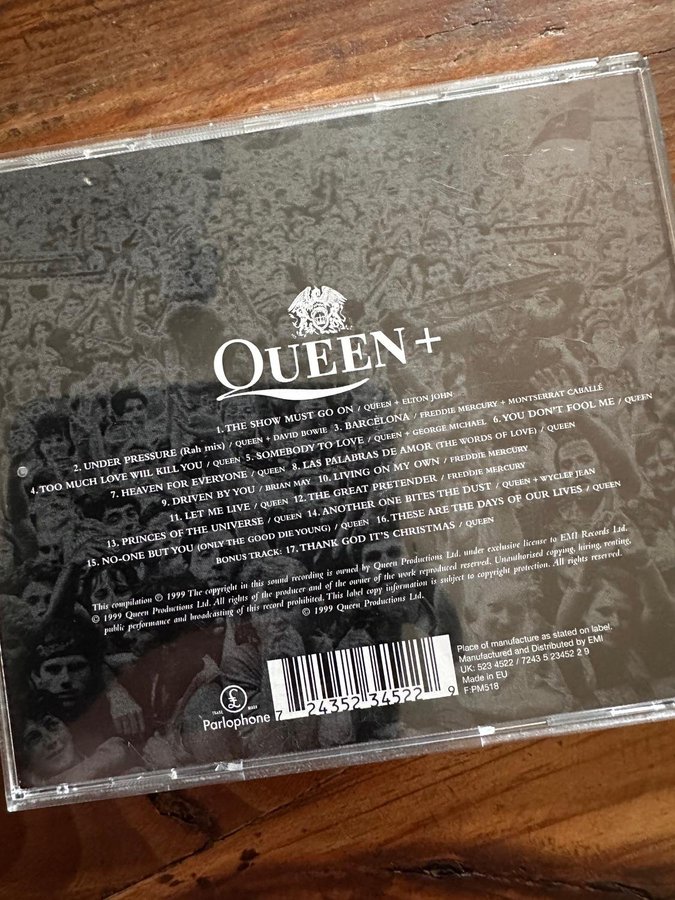 QUEEN +
1. THE SHOW MUST GO ON / QUEEN + ELTON JOHN
2. UNDER PRESSURE (Rah mix) / QUEEN + DAVID BOWIE 3. BARCELONA / FREDDIE MERCURY + MONTSERRAT CABALLÉ
4. TOO MUCH LOVE WILL KILL YOU / QUEEN 5. SOMEBODY TO LOVE / QUEEN + GEORGE MICHAEL 6. YOU DON'T FOOL ME / QUEEN
7. HEAVEN FOR EVERYONE / QUEEN 8. LAS PALABRAS DE AMOR (THE WORDS OF LOVE) / QUEEN
9. DRIVEN BY YOU / BRIAN MAY 10. LIVING ON MY OWN / FREDDIE MERCURY
11. LET ME LIVE / QUEEN 12. THE GREAT PRETENDER / FREDDIE MERCURY
13. PRINCES OF THE UNIVERSE / QUEEN 14. ANOTHER ONE BITES THE DUST / QUEEN + WYCLEF JEAN
15. NO-ONE BUT YOU (ONLY THE GOOD DIE YOUNG) / QUEEN 16. THESE ARE THE DAYS OF OUR LIVES / QUEEN
BONUS TRACK: 17. THANK GOD IT'S CHRISTMAS / QUEEN
This compilation ℗ 1999 The copyright in this sound recording is owned by Queen Productions Ltd. under exclusive license to EMI Records Ltd.
© 1999 Queen Productions Ltd. All rights of the producer and of the owner of the work reproduced reserved. Unauthorised copying, hiring, renting,
public performance and broadcasting of this record prohibited. This label copy information is subject to copyright protection. All rights reserved.
© 1999 Queen Productions Ltd.
£
TRADE MARK
Parlophone
7 24352 34522 9
Place of manufacture as stated on label.
Manufactured and Distributed by EMI
UK: 523 4522 / 7243 5 23452 2 9
Made in EU
F:PM518